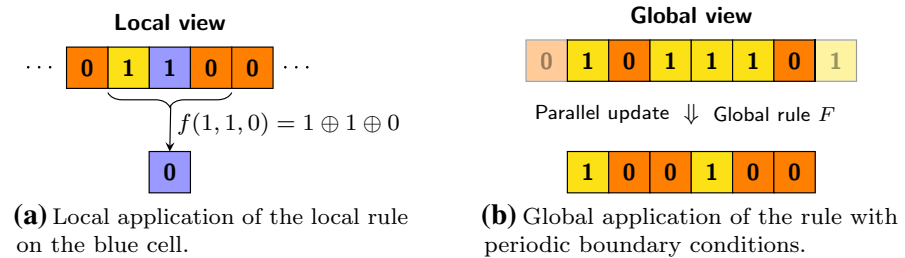 Local view
⋯ 0 1 1 0 0 ⋯
f(1, 1, 0) = 1 ⊕ 1 ⊕ 0
0
(a) Local application of the local rule
on the blue cell.
Global view
0 1 0 1 1 1 0 1
Parallel update ⇓ Global rule F
1 0 0 1 0 0
(b) Global application of the rule with
periodic boundary conditions.